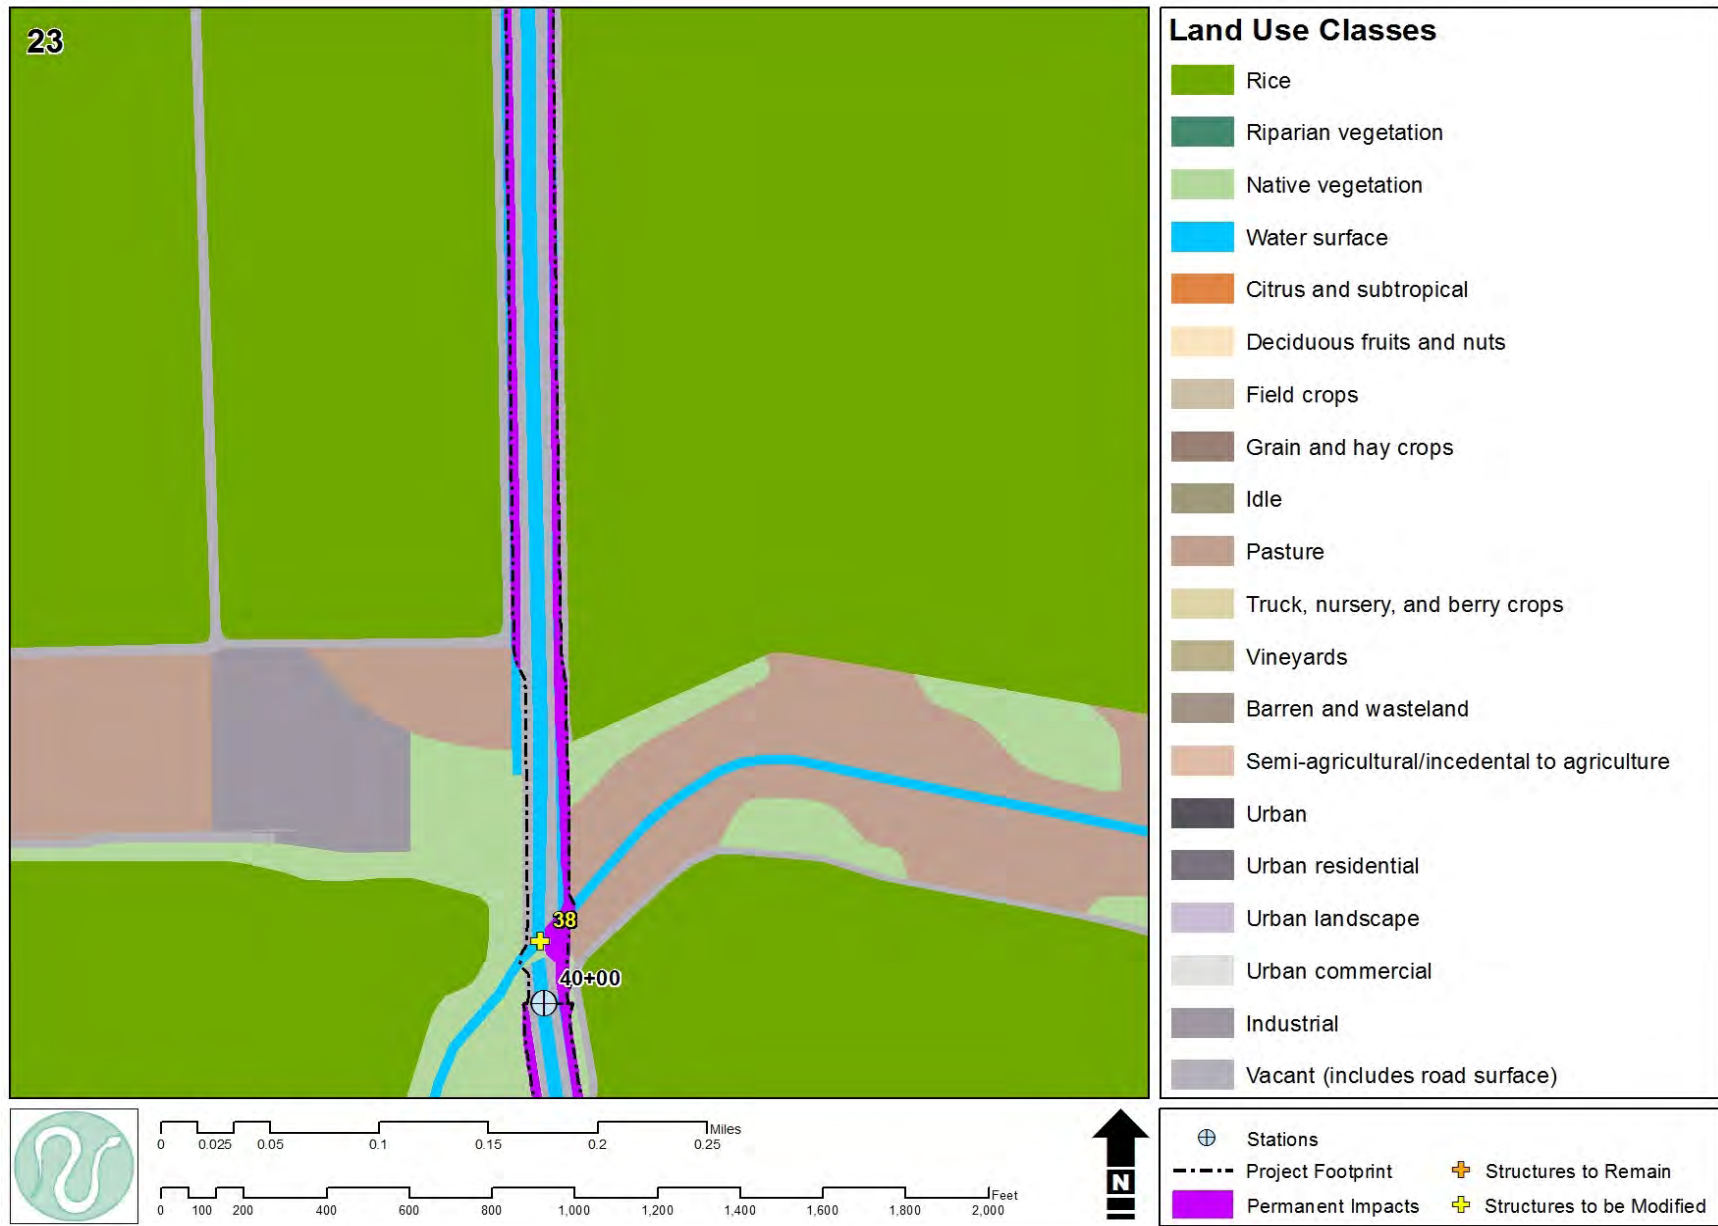 23
38
40+00
Land Use Classes
Rice
Riparian vegetation
Native vegetation
Water surface
Citrus and subtropical
Deciduous fruits and nuts
Field crops
Grain and hay crops
Idle
Pasture
Truck, nursery, and berry crops
Vineyards
Barren and wasteland
Semi-agricultural/incedental to agriculture
Urban
Urban residential
Urban landscape
Urban commercial
Industrial
Vacant (includes road surface)
Miles
0 0.025 0.05 0.1 0.15 0.2 0.25
Feet
0 100 200 400 600 800 1,000 1,200 1,400 1,600 1,800 2,000
N
Stations
Project Footprint
Structures to Remain
Permanent Impacts
Structures to be Modified